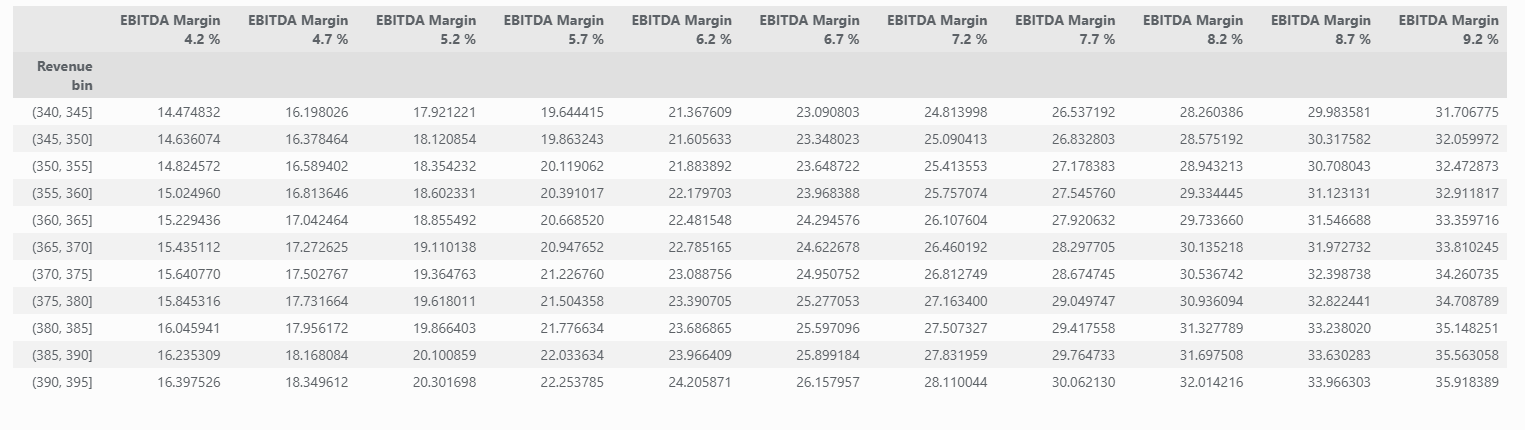 EBITDA Margin EBITDA Margin EBITDA Margin EBITDA Margin EBITDA Margin EBITDA Margin EBITDA Margin EBITDA Margin EBITDA Margin EBITDA Margin EBITDA Margin
4.2 % 4.7 % 5.2 % 5.7 % 6.2 % 6.7 % 7.2 % 7.7 % 8.2 % 8.7 % 9.2 %
Revenue
bin
(340, 345] 14.474832 16.198026 17.921221 19.644415 21.367609 23.090803 24.813998 26.537192 28.260386 29.983581 31.706775
(345, 350] 14.636074 16.378464 18.120854 19.863243 21.605633 23.348023 25.090413 26.832803 28.575192 30.317582 32.059972
(350, 355] 14.824572 16.589402 18.354232 20.119062 21.883892 23.648722 25.413553 27.178383 28.943213 30.708043 32.472873
(355, 360] 15.024960 16.813646 18.602331 20.391017 22.179703 23.968388 25.757074 27.545760 29.334445 31.123131 32.911817
(360, 365] 15.229436 17.042464 18.855492 20.668520 22.481548 24.294576 26.107604 27.920632 29.733660 31.546688 33.359716
(365, 370] 15.435112 17.272625 19.110138 20.947652 22.785165 24.622678 26.460192 28.297705 30.135218 31.972732 33.810245
(370, 375] 15.640770 17.502767 19.364763 21.226760 23.088756 24.950752 26.812749 28.674745 30.536742 32.398738 34.260735
(375, 380] 15.845316 17.731664 19.618011 21.504358 23.390705 25.277053 27.163400 29.049747 30.936094 32.822441 34.708789
(380, 385] 16.045941 17.956172 19.866403 21.776634 23.686865 25.597096 27.507327 29.417558 31.327789 33.238020 35.148251
(385, 390] 16.235309 18.168084 20.100859 22.033634 23.966409 25.899184 27.831959 29.764733 31.697508 33.630283 35.563058
(390, 395] 16.397526 18.349612 20.301698 22.253785 24.205871 26.157957 28.110044 30.062130 32.014216 33.966303 35.918389